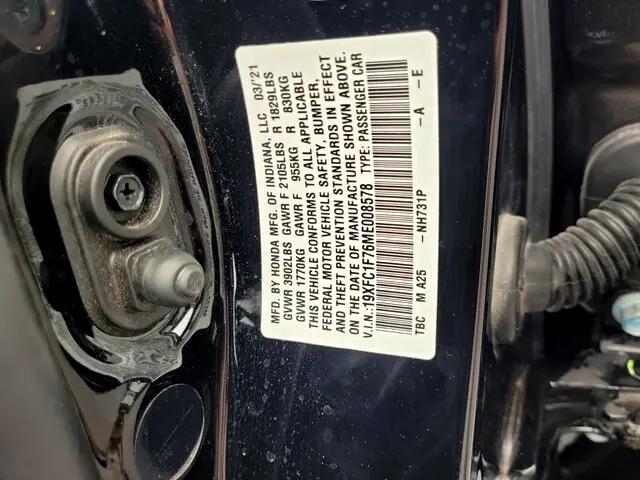 MFD. BY HONDA MFG. OF INDIANA, LLC 03/'21
GVWR 3902LBS GAWR F 2105LBS R 1829LBS
GVWR 1770KG GAWR F 955KG R 830KG
THIS VEHICLE CONFORMS TO ALL APPLICABLE
FEDERAL MOTOR VEHICLE SAFETY, BUMPER,
AND THEFT PREVENTION STANDARDS IN EFFECT
ON THE DATE OF MANUFACTURE SHOWN ABOVE.
V.I.N.:19XFC1F76ME008578 TYPE: PASSENGER CAR
TBC M A25 -NH731P -A -E